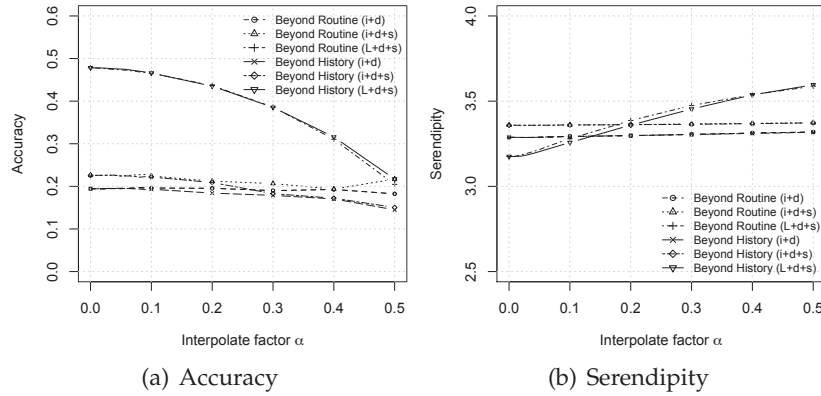 0.6
0.5
0.4
0.3
0.2
0.1
0.0
Accuracy
Beyond Routine (i+d)
Beyond Routine (i+d+s)
Beyond Routine (L+d+s)
Beyond History (i+d)
Beyond History (i+d+s)
Beyond History (L+d+s)
0.0 0.1 0.2 0.3 0.4 0.5
Interpolate factor α
(a) Accuracy
4.0
3.5
3.0
2.5
Serendipity
Beyond Routine (i+d)
Beyond Routine (i+d+s)
Beyond Routine (L+d+s)
Beyond History (i+d)
Beyond History (i+d+s)
Beyond History (L+d+s)
0.0 0.1 0.2 0.3 0.4 0.5
Interpolate factor α
(b) Serendipity